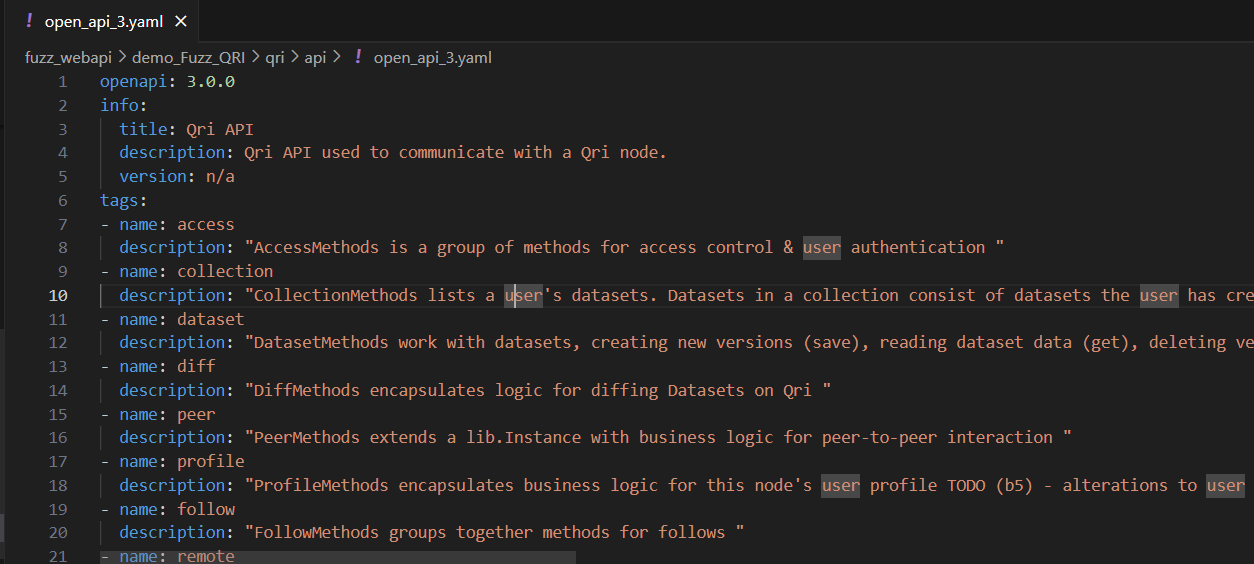 ! open_api_3.yaml ×
fuzz_webapi > demo_Fuzz_QRI > qri > api > ! open_api_3.yaml
1 openapi: 3.0.0
2 info:
3 title: Qri API
4 description: Qri API used to communicate with a Qri node.
5 version: n/a
6 tags:
7 - name: access
8 description: "AccessMethods is a group of methods for access control & user authentication "
9 - name: collection
10 description: "CollectionMethods lists a user's datasets. Datasets in a collection consist of datasets the user has cre
11 - name: dataset
12 description: "DatasetMethods work with datasets, creating new versions (save), reading dataset data (get), deleting ve
13 - name: diff
14 description: "DiffMethods encapsulates logic for diffing Datasets on Qri "
15 - name: peer
16 description: "PeerMethods extends a lib.Instance with business logic for peer-to-peer interaction "
17 - name: profile
18 description: "ProfileMethods encapsulates business logic for this node's user profile TODO (b5) - alterations to user
19 - name: follow
20 description: "FollowMethods groups together methods for follows "
21 - name: remote